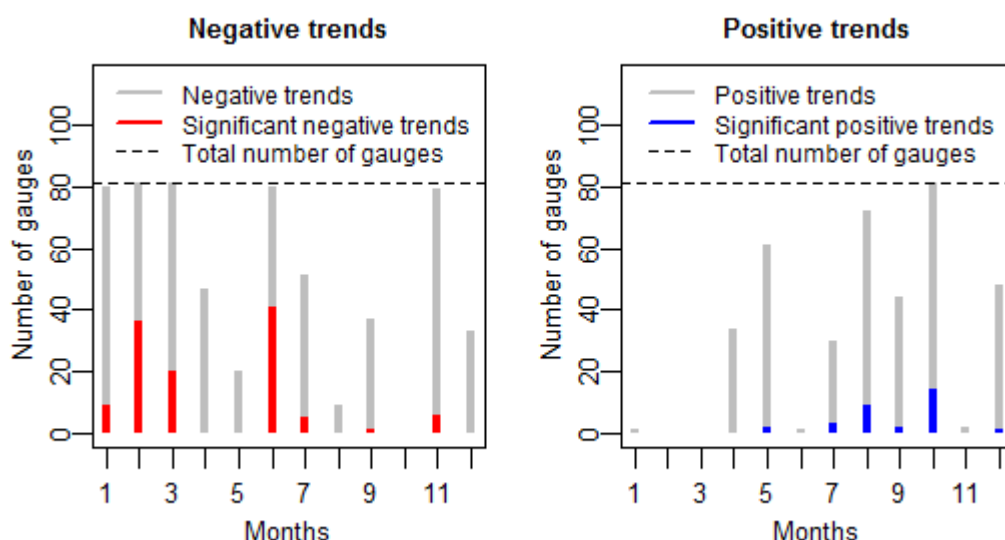 Negative trends
Negative trends
Significant negative trends
Total number of gauges
Number of gauges
0 20 40 60 80 100
1 3 5 7 9 11
Months
Positive trends
Positive trends
Significant positive trends
Total number of gauges
Number of gauges
0 20 40 60 80 100
1 3 5 7 9 11
Months